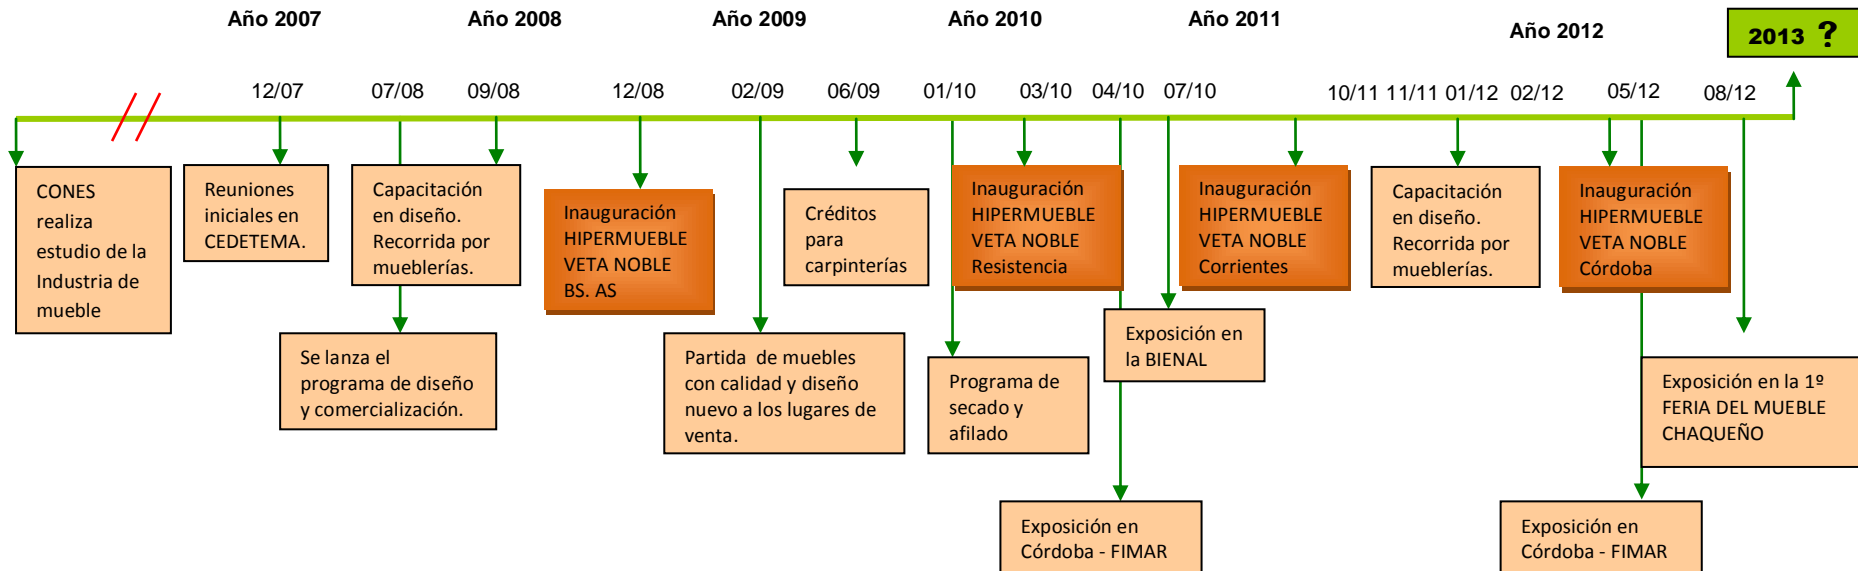 Año 2007
Año 2008
Año 2009
Año 2010
Año 2011
Año 2012
2013 ?
12/07
07/08
09/08
12/08
02/09
06/09
01/10
03/10
04/10
07/10
10/11
11/11
01/12
02/12
05/12
08/12
CONES
realiza
estudio de la
Industria de
mueble
Reuniones
iniciales en
CEDETEMA.
Capacitación
en diseño.
Recorrida por
mueblerías.
Inauguración
HIPERMUEBLE
VETA NOBLE
BS. AS
Créditos
para
carpinterías
Inauguración
HIPERMUEBLE
VETA NOBLE
Resistencia
Inauguración
HIPERMUEBLE
VETA NOBLE
Corrientes
Capacitación
en diseño.
Recorrida por
mueblerías.
Inauguración
HIPERMUEBLE
VETA NOBLE
Córdoba
Se lanza el
programa de diseño
y comercialización.
Partida de muebles
con calidad y diseño
nuevo a los lugares de
venta.
Programa de
secado y
afilado
Exposición en
la BIENAL
Exposición en la 1º
FERIA DEL MUEBLE
CHAQUEÑO
Exposición en
Córdoba - FIMAR
Exposición en
Córdoba - FIMAR